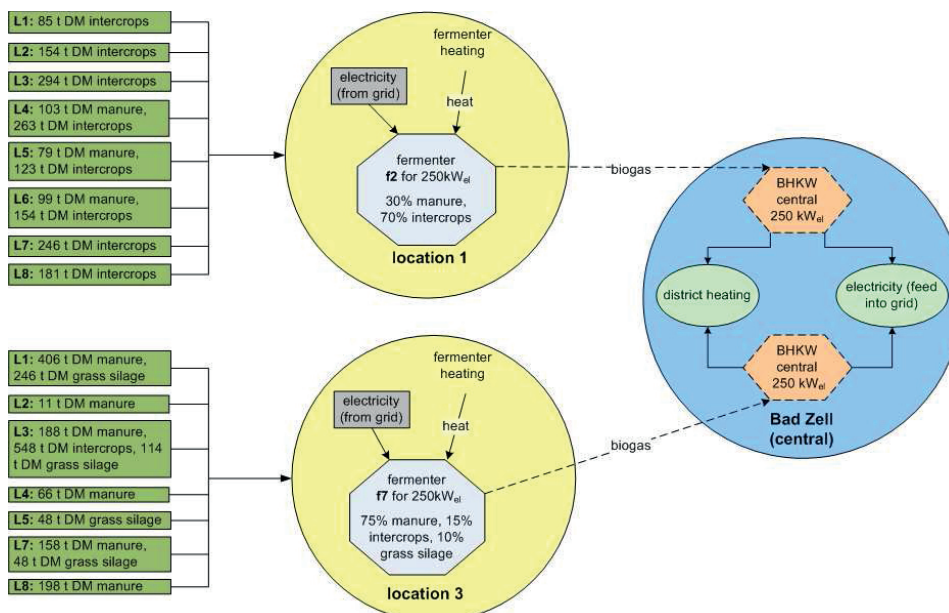 L1: 85 t DM intercrops
L2: 154 t DM intercrops
L3: 294 t DM intercrops
L4: 103 t DM manure,
263 t DM intercrops
L5: 79 t DM manure,
123 t DM intercrops
L6: 99 t DM manure,
154 t DM intercrops
L7: 246 t DM intercrops
L8: 181 t DM intercrops
fermenter
heating
electricity
(from grid)
heat
fermenter
f2 for 250kWel
30% manure,
70% intercrops
location 1
biogas
BHKW
central
250 kWel
district heating
electricity (feed
into grid)
BHKW
central
250 kWel
Bad Zell
(central)
L1: 406 t DM manure,
246 t DM grass silage
L2: 11 t DM manure
L3: 188 t DM manure,
548 t DM intercrops, 114
t DM grass silage
L4: 66 t DM manure
L5: 48 t DM grass silage
L7: 158 t DM manure,
48 t DM grass silage
L8: 198 t DM manure
fermenter
heating
electricity
(from grid)
heat
fermenter
f7 for 250kWel
75% manure, 15%
intercrops, 10%
grass silage
location 3
biogas